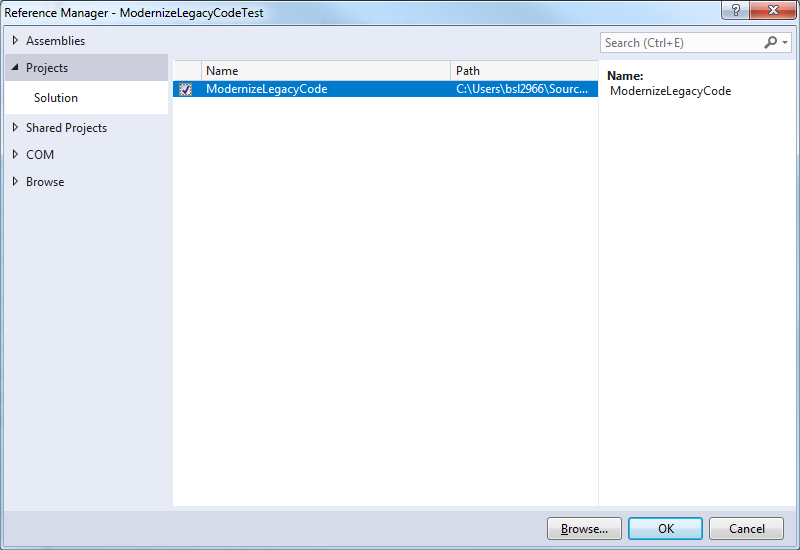 Reference Manager - ModernizeLegacyCodeTest
?
Assemblies
Projects
Solution
Shared Projects
COM
Browse
Name
Path
ModernizeLegacyCode
C:\Users\bsl2966\Sourc...
Search (Ctrl+E)
Name:
ModernizeLegacyCode
Browse...
OK
Cancel